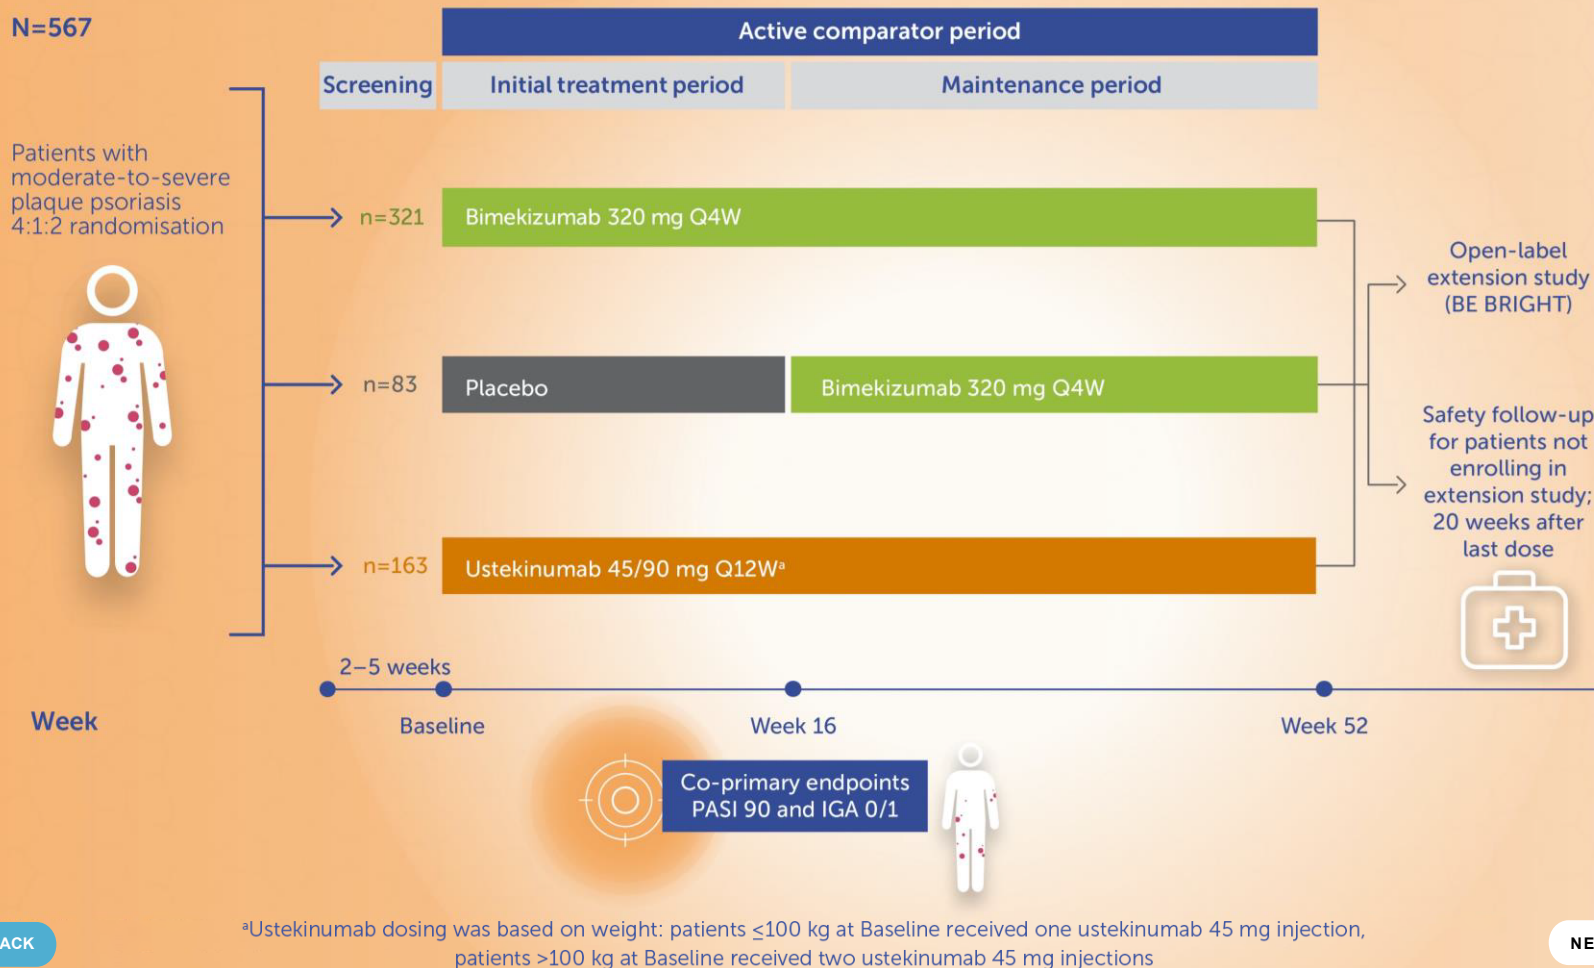 N=567
Active comparator period
Screening
Initial treatment period
Maintenance period
Patients with
moderate-to-severe
plaque psoriasis
4:1:2 randomisation
n=321
Bimekizumab 320 mg Q4W
n=83
Placebo
Bimekizumab 320 mg Q4W
n=163
Ustekinumab 45/90 mg Q12Wᵃ
Open-label
extension study
(BE BRIGHT)
Safety follow-up
for patients not
enrolling in
extension study;
20 weeks after
last dose
2–5 weeks
Week
Baseline
Week 16
Week 52
Co-primary endpoints
PASI 90 and IGA 0/1
ᵃUstekinumab dosing was based on weight: patients ≤100 kg at Baseline received one ustekinumab 45 mg injection,
patients >100 kg at Baseline received two ustekinumab 45 mg injections
ACK
NE